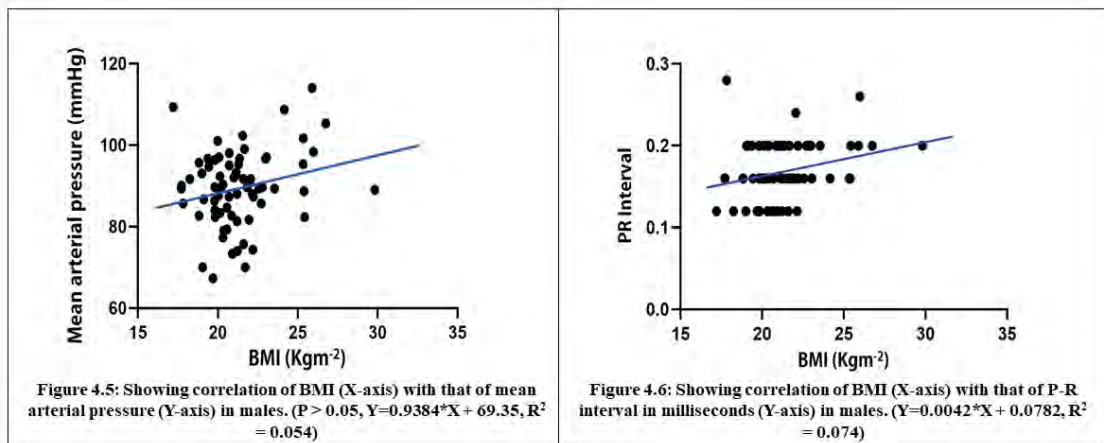 Mean arterial pressure (mmHg)
120
100
80
60
15
20
25
30
35
BMI (Kgm-2)
Figure 4.5: Showing correlation of BMI (X-axis) with that of mean
arterial pressure (Y-axis) in males. (P > 0.05, Y=0.9384*X + 69.35, R2
= 0.054)
PR Interval
0.3
0.2
0.1
0.0
15
20
25
30
35
BMI (Kgm-2)
Figure 4.6: Showing correlation of BMI (X-axis) with that of P-R
interval in milliseconds (Y-axis) in males. (Y=0.0042*X + 0.0782, R2
= 0.074)